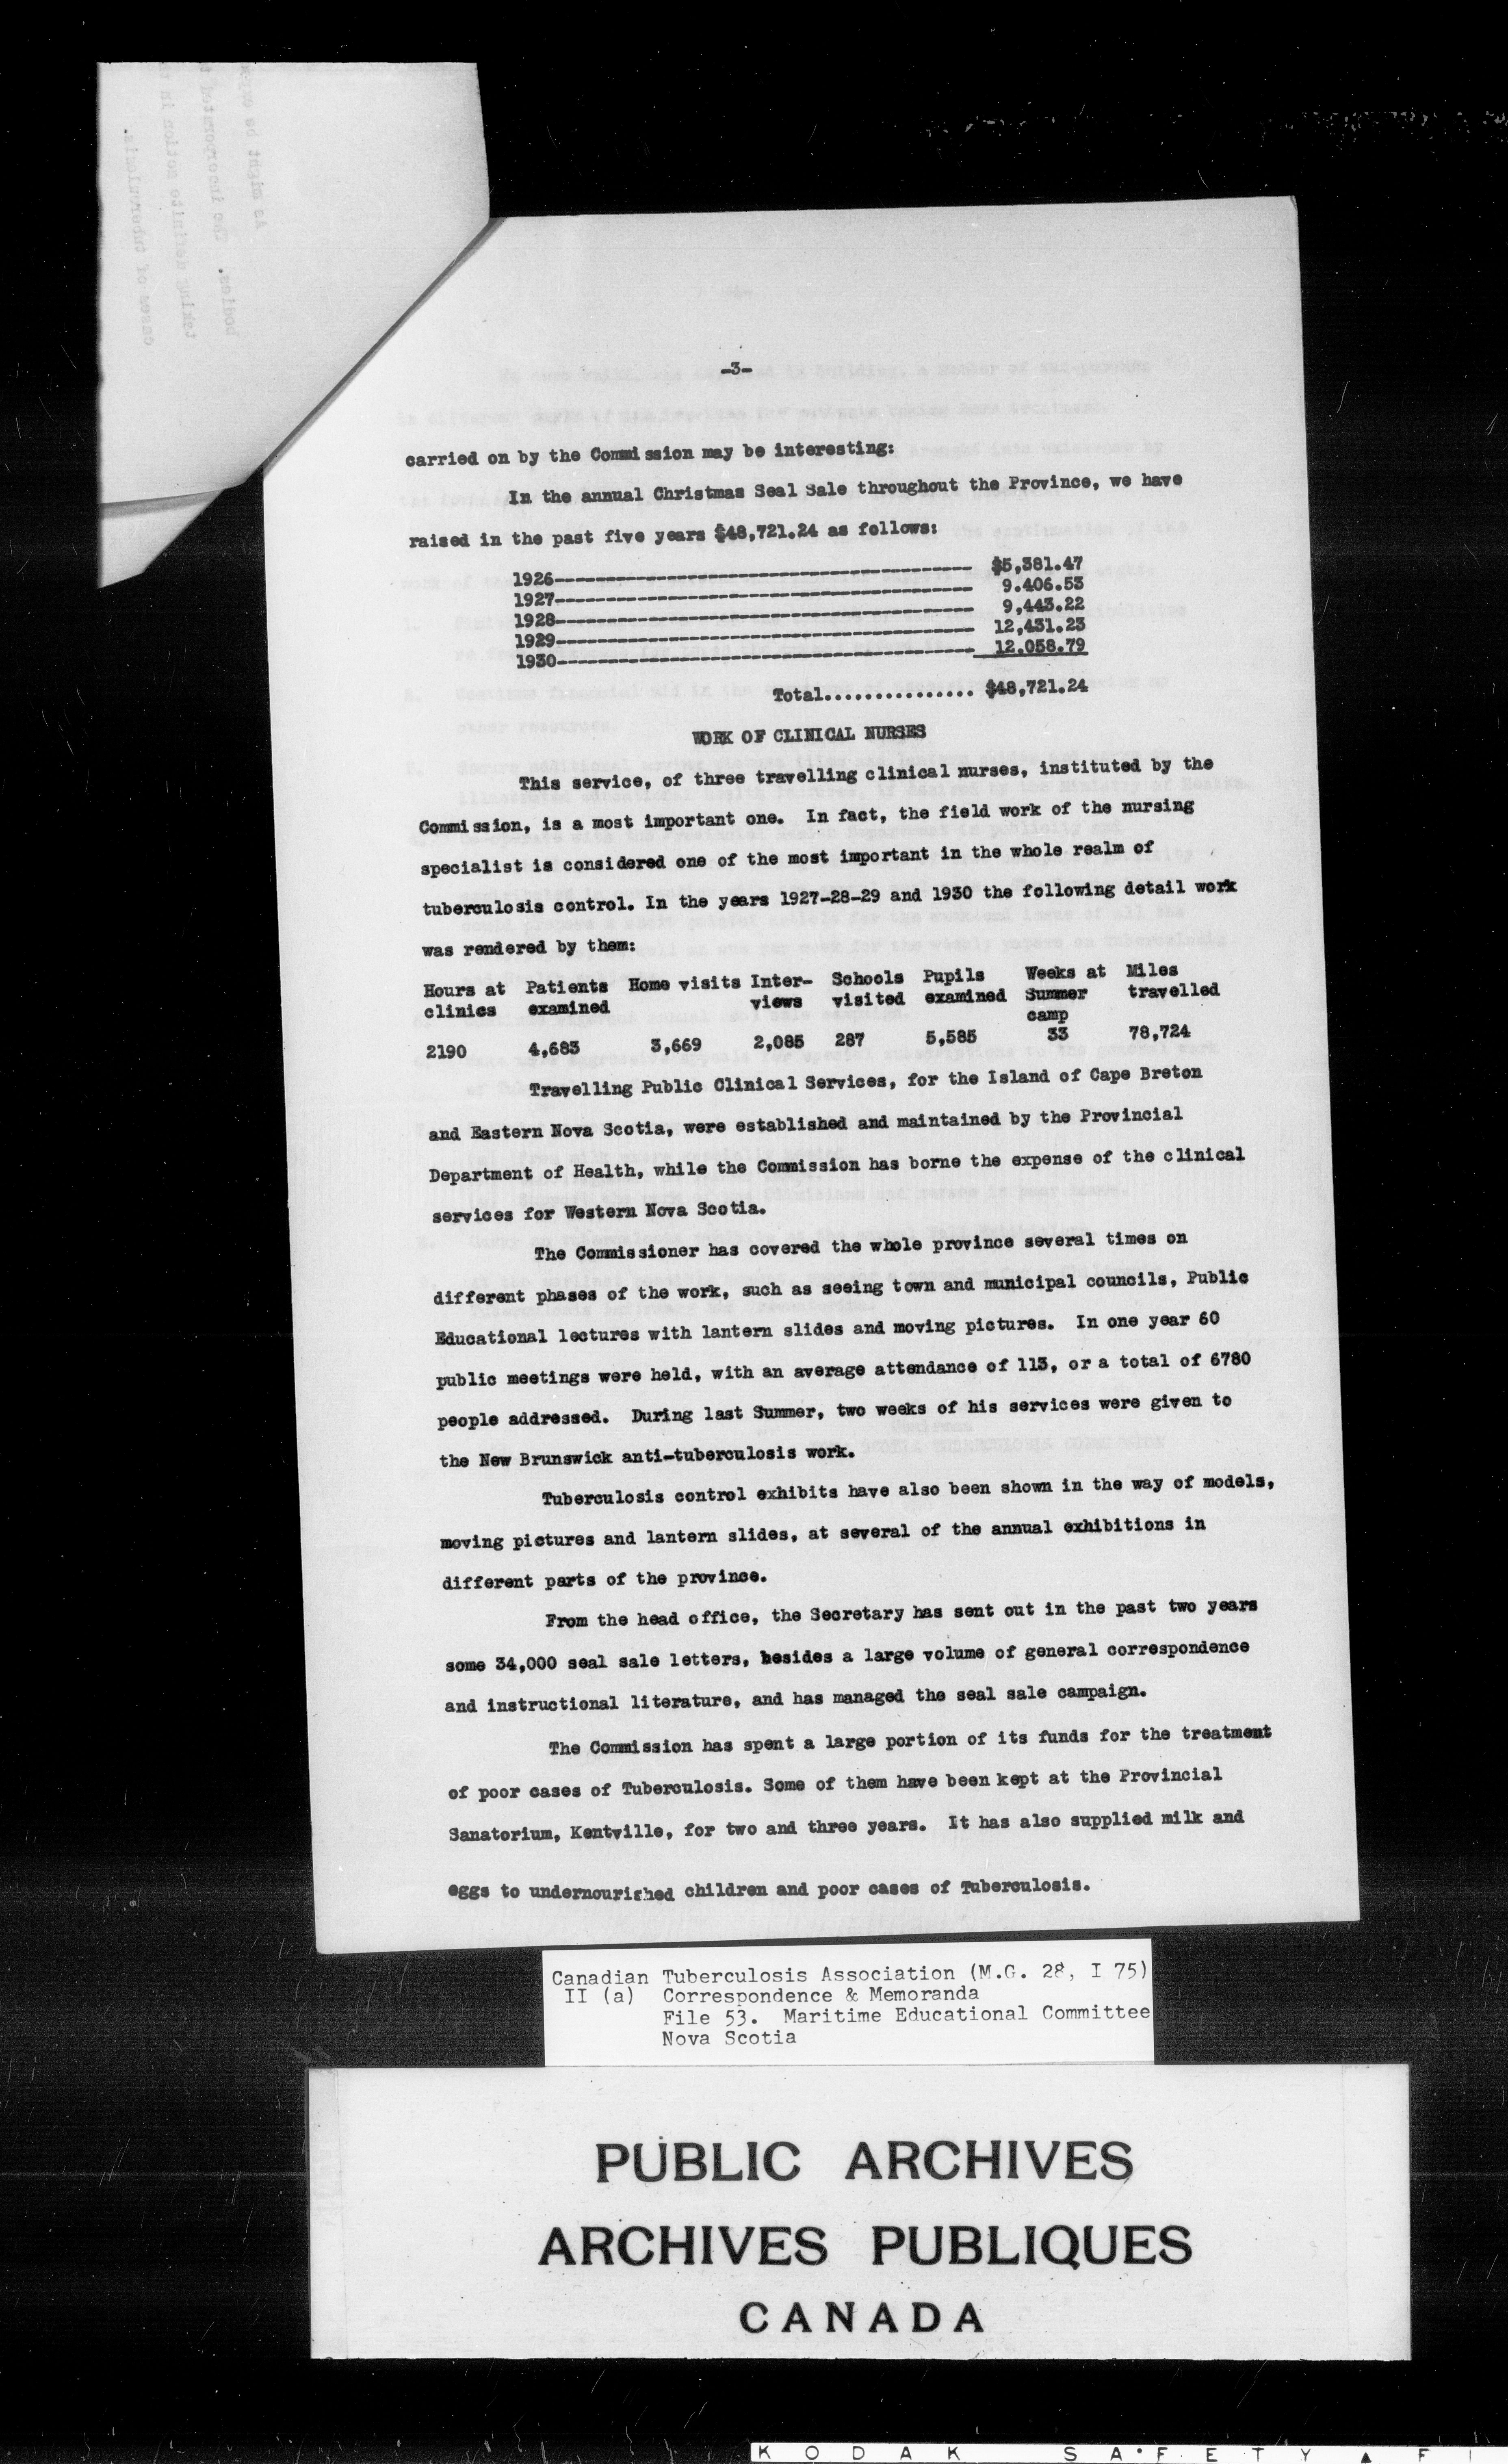 -3-
carried on by the Commission may be interesting:
In the annual Christmas Seal Sale throughout the Province, we have
raised in the past five years $48,721.24 as follows:
1926------------------------------------ $5,381.47
1927------------------------------------ 9.406.53
1928------------------------------------ 9,443.22
1929------------------------------------ 12,431.23
1930------------------------------------ 12.058.79
Total................ $48,721.24
WORK OF CLINICAL NURSES
This service, of three travelling clinical nurses, instituted by the
Commission, is a most important one. In fact, the field work of the nursing
specialist is considered one of the most important in the whole realm of
tuberculosis control. In the years 1927-28-29 and 1930 the following detail work
was rendered by them:
Hours at Patients Home visits Inter- Schools Pupils Weeks at Miles
clinics examined views visited examined Summer travelled
camp
2190 4,683 3,669 2,085 287 5,585 33 78,724
Travelling Public Clinical Services, for the Island of Cape Breton
and Eastern Nova Scotia, were established and maintained by the Provincial
Department of Health, while the Commission has borne the expense of the clinical
services for Western Nova Scotia.
The Commissioner has covered the whole province several times on
different phases of the work, such as seeing town and municipal councils, Public
Educational lectures with lantern slides and moving pictures. In one year 60
public meetings were held, with an average attendance of 113, or a total of 6780
people addressed. During last Summer, two weeks of his services were given to
the New Brunswick anti-tuberculosis work.
Tuberculosis control exhibits have also been shown in the way of models,
moving pictures and lantern slides, at several of the annual exhibitions in
different parts of the province.
From the head office, the Secretary has sent out in the past two years
some 34,000 seal sale letters, besides a large volume of general correspondence
and instructional literature, and has managed the seal sale campaign.
The Commission has spent a large portion of its funds for the treatment
of poor cases of Tuberculosis. Some of them have been kept at the Provincial
Sanatorium, Kentville, for two and three years. It has also supplied milk and
eggs to undernourished children and poor cases of Tuberculosis.
Canadian Tuberculosis Association (M.G. 28, I 75)
II (a) Correspondence & Memoranda
File 53. Maritime Educational Committee
Nova Scotia
PUBLIC ARCHIVES
ARCHIVES PUBLIQUES
CANADA
KODAK SAFETY F